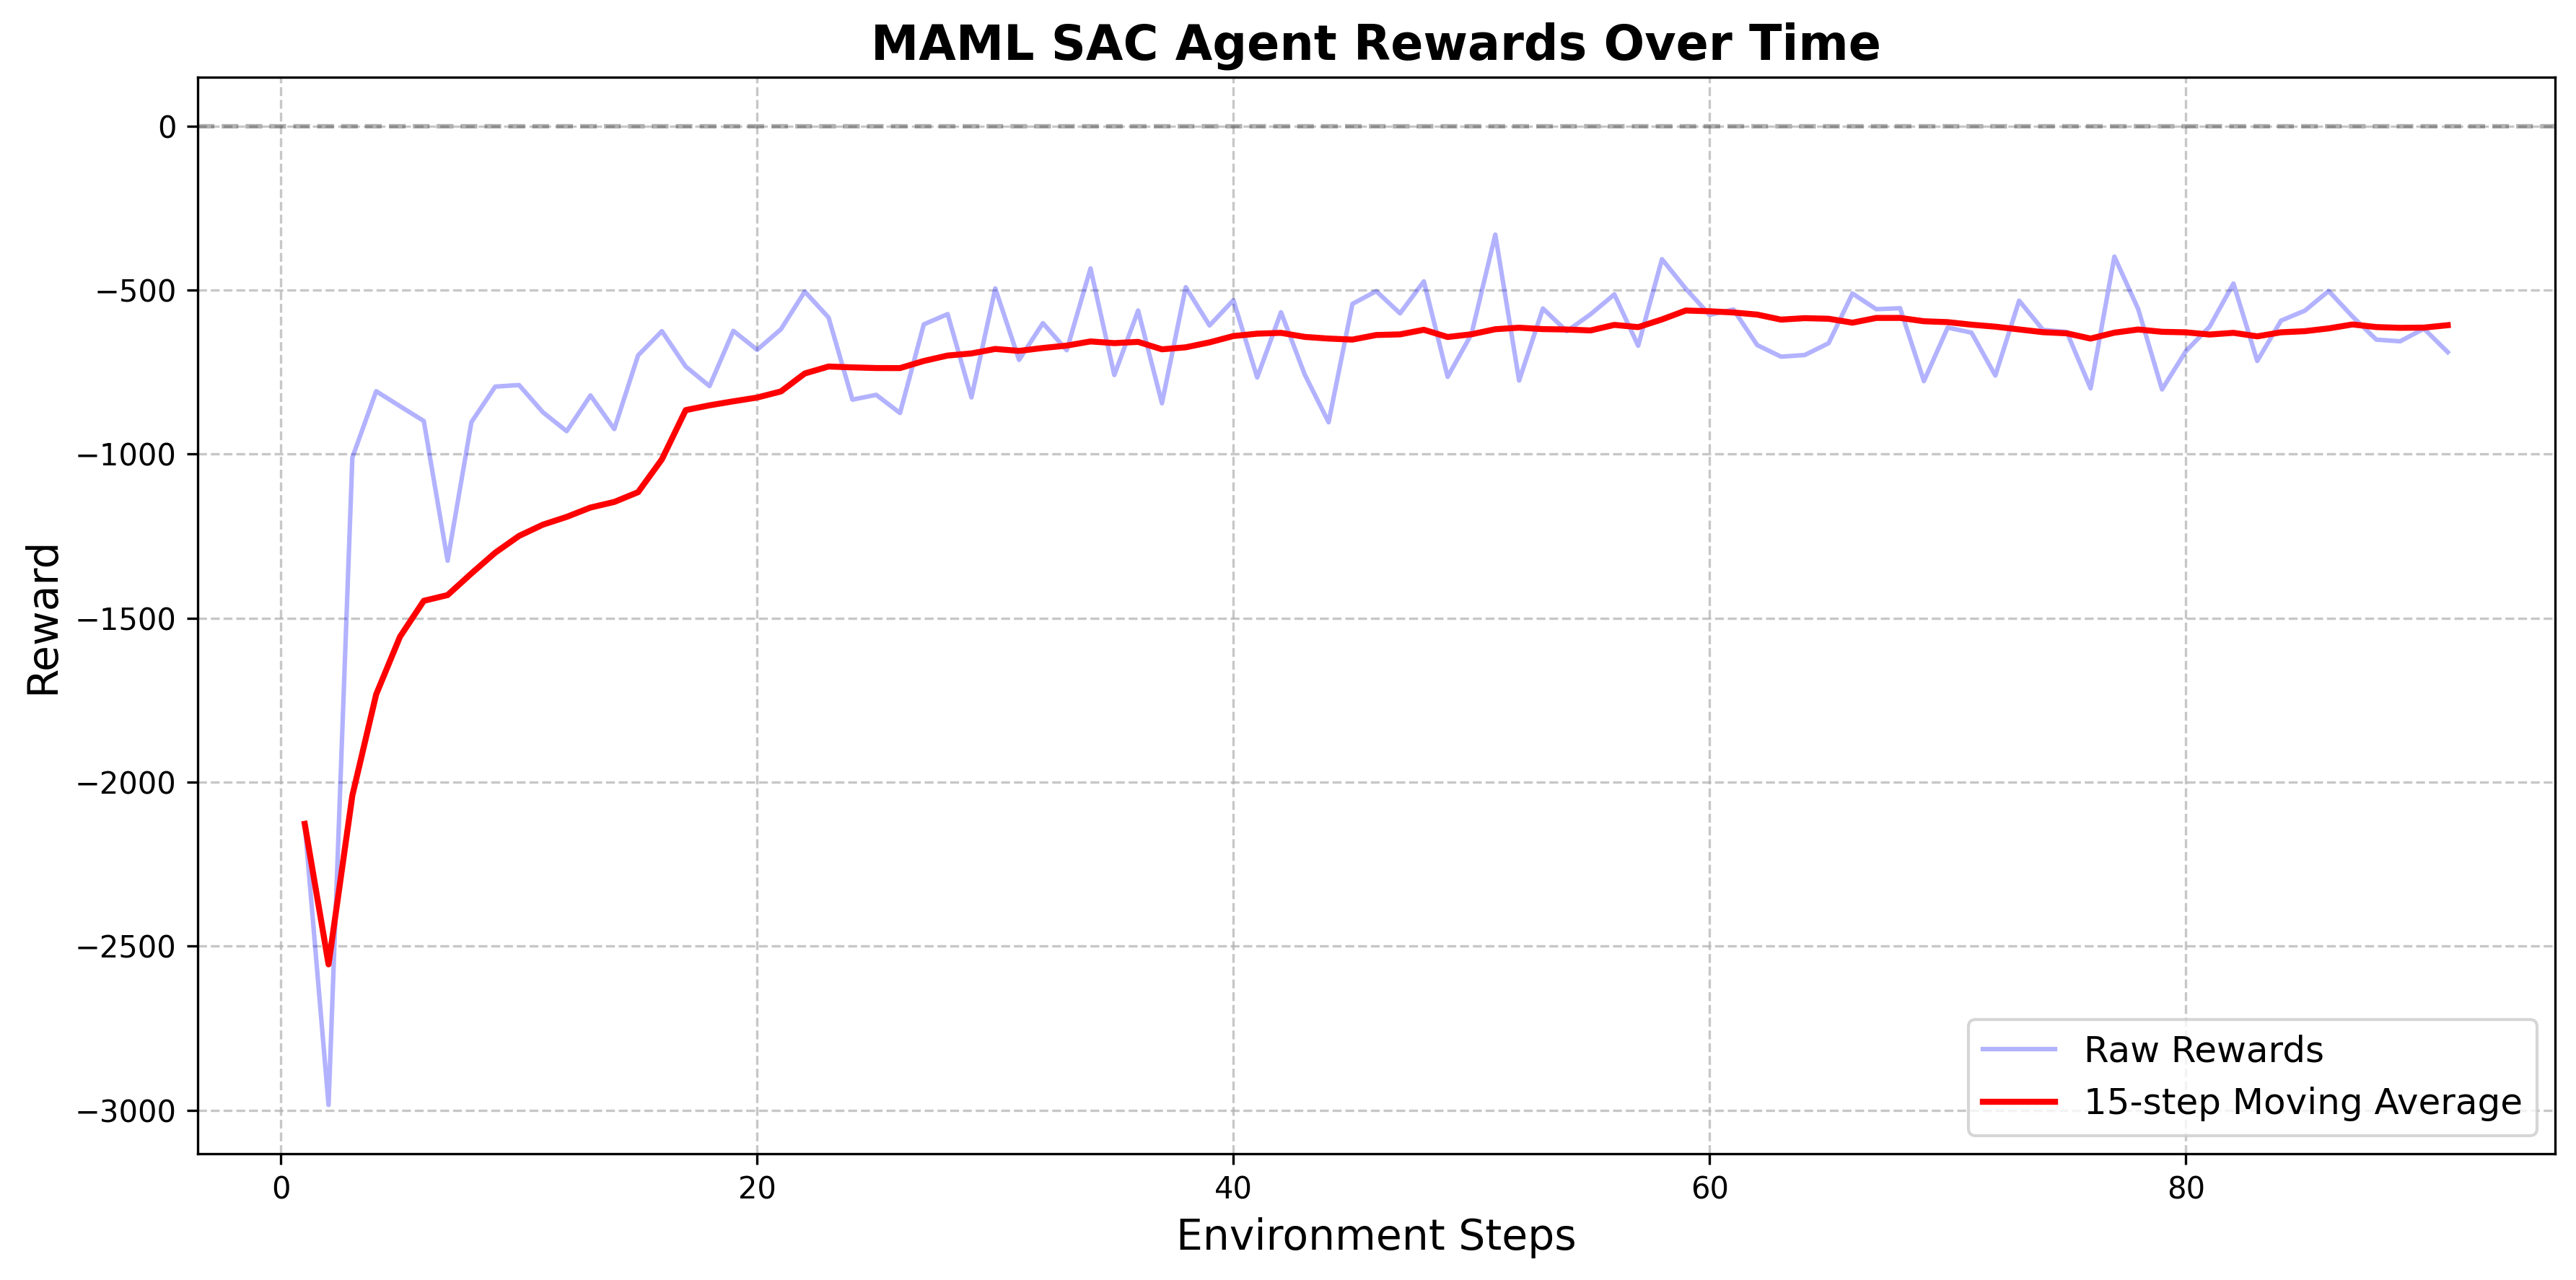 MAML SAC Agent Rewards Over Time
0
−500
−1000
−1500
−2000
−2500
−3000
Reward
0 20 40 60 80
Environment Steps
Raw Rewards
15-step Moving Average